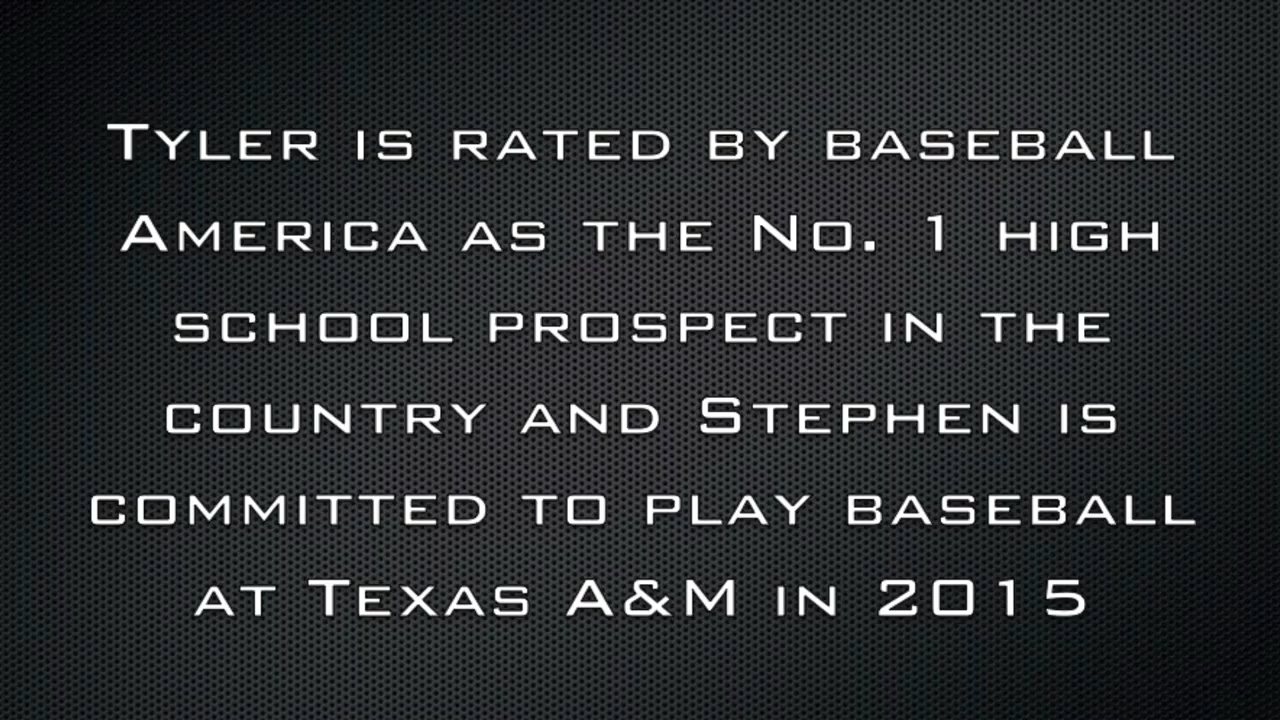 Tyler is rated by baseball
America as the No. 1 high
school prospect in the
country and Stephen is
committed to play baseball
at Texas A&M in 2015